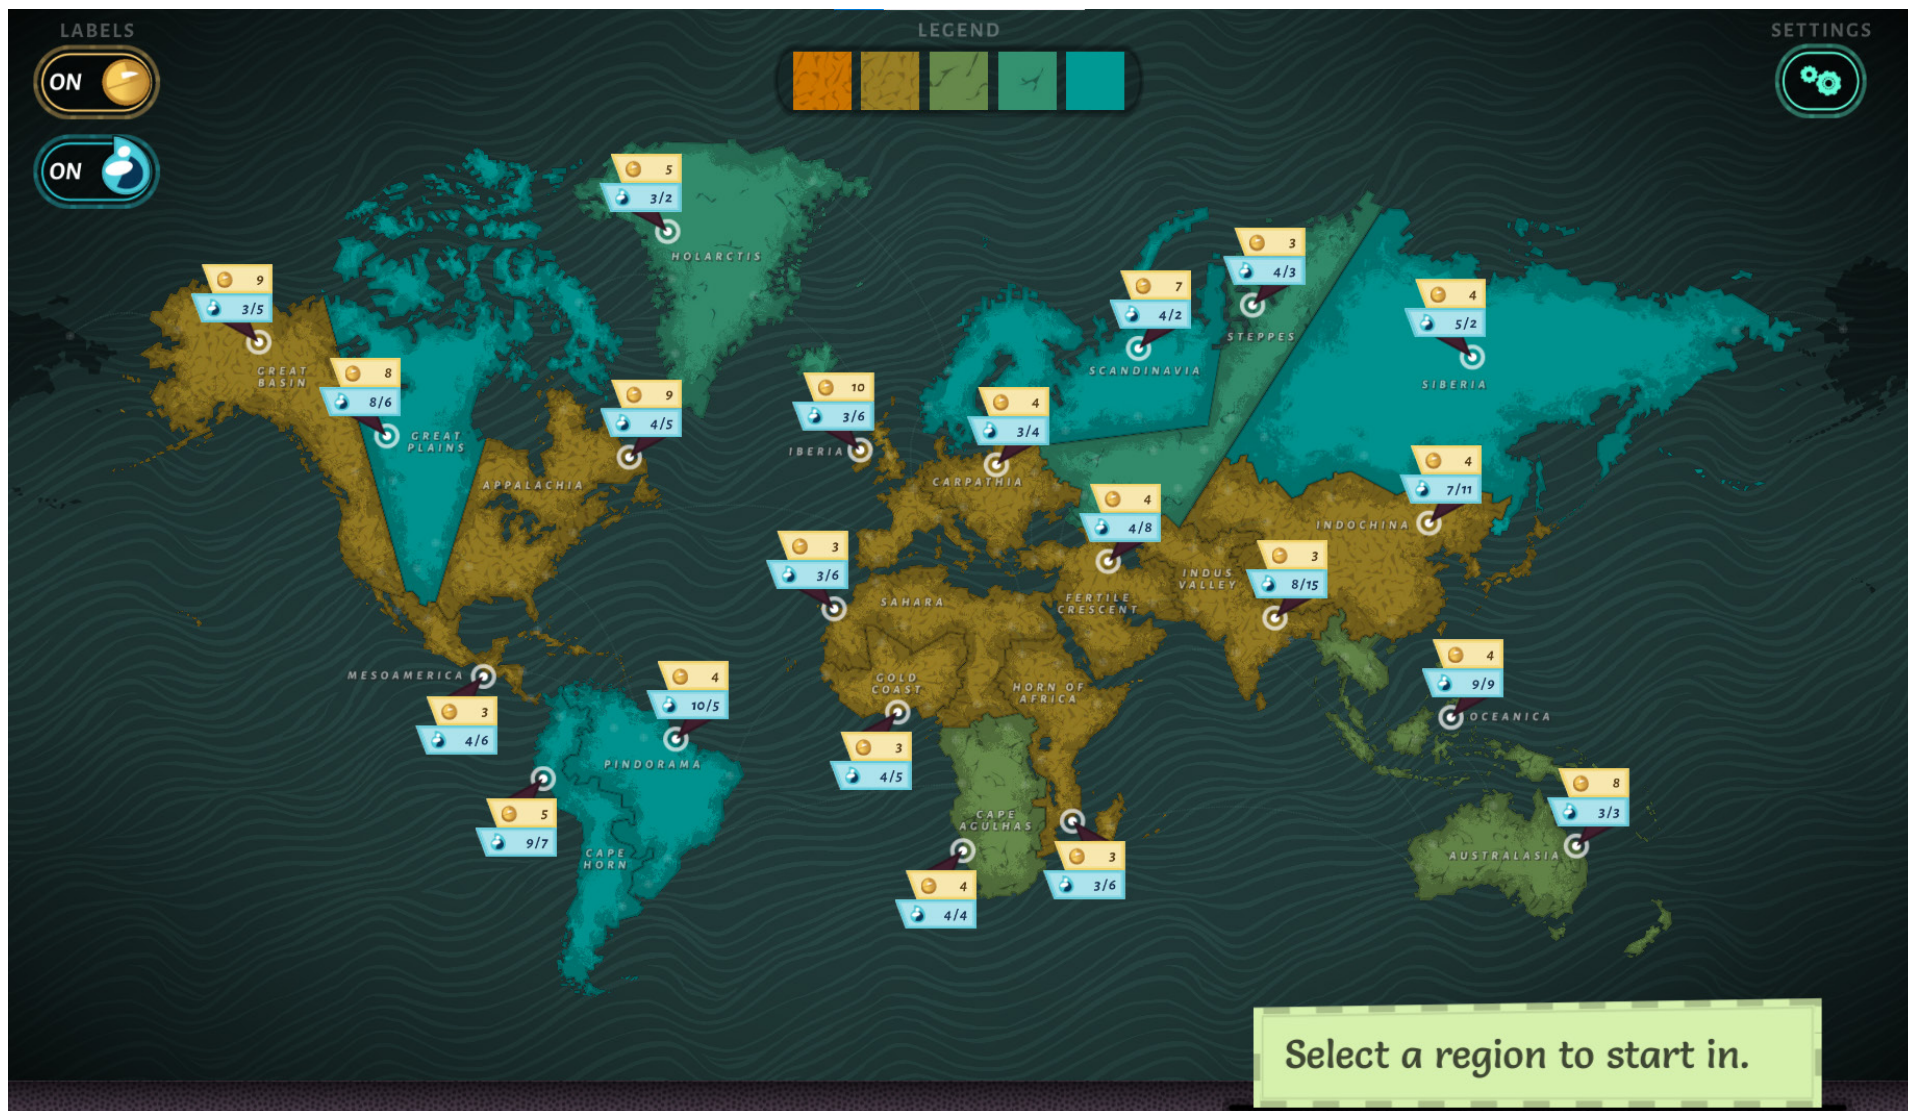 LABELS
LEGEND
SETTINGS
ON
ON
5
3/2
HOLARCTIS
9
3/5
GREAT
BASIN
8
8/6
GREAT
PLAINS
9
4/5
APPALACHIA
10
3/6
IBERIA
7
4/2
SCANDINAVIA
3
4/3
STEPPES
4
5/2
SIBERIA
4
3/4
CARPATHIA
4
7/11
INDOCHINA
4
4/8
FERTILE
CRESCENT
3
8/15
INDUS
VALLEY
3
3/6
SAHARA
MESOAMERICA
3
4/6
4
10/5
PINDORAMA
5
9/7
CAPE
HORN
GOLD
COAST
3
4/5
HORN OF
AFRICA
3
3/6
CAPE
AGULHAS
4
4/4
4
9/9
OCEANICA
8
3/3
AUSTRALASIA
Select a region to start in.